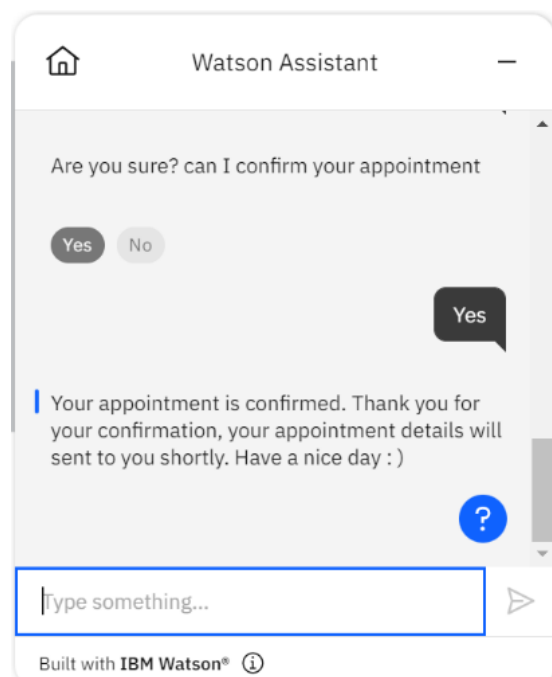 Watson Assistant
Are you sure? can I confirm your appointment
Yes No
Yes
Your appointment is confirmed. Thank you for
your confirmation, your appointment details will
sent to you shortly. Have a nice day : )
?
Type something...
Built with IBM Watson®